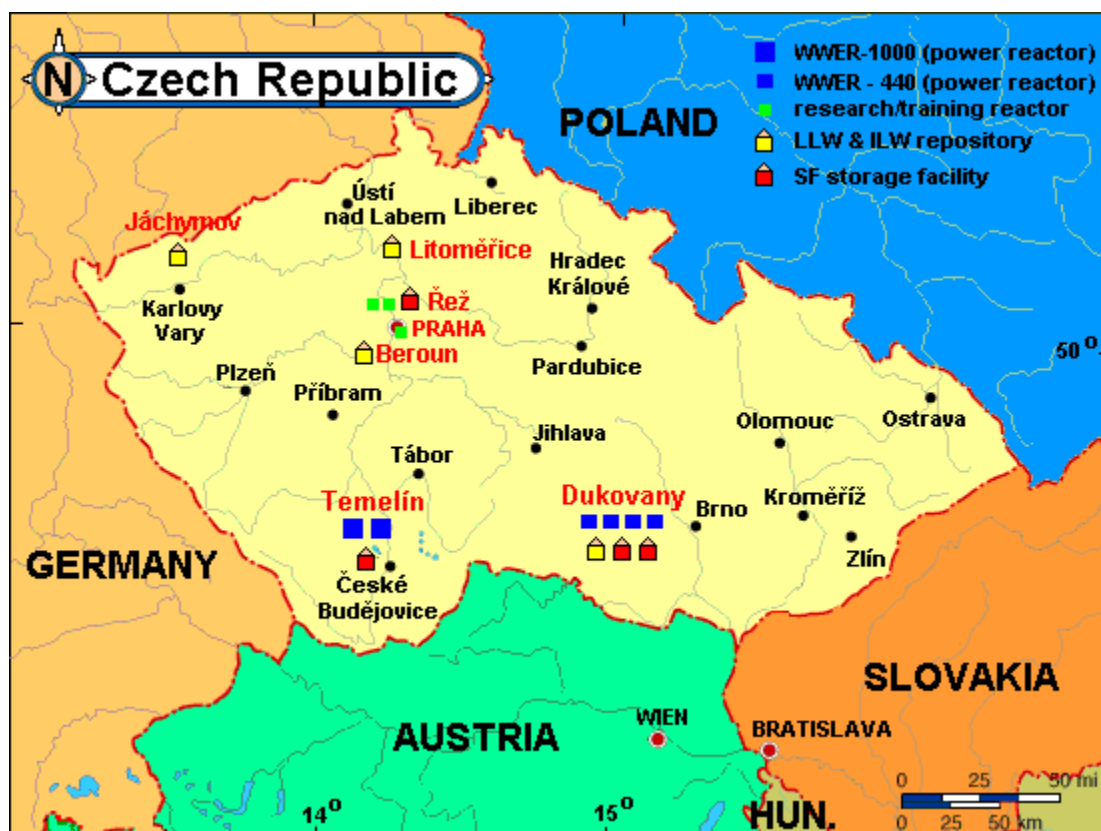 N Czech Republic
WWER-1000 (power reactor)
WWER - 440 (power reactor)
research/training reactor
LLW & ILW repository
SF storage facility
POLAND
Ústí
nad Labem
Liberec
Jáchymov
Litoměřice
Hradec
Králové
Karlovy
Vary
Řež
PRAHA
Beroun
Pardubice
50 o
Plzeň
Příbram
Ostrava
Olomouc
Jihlava
Tábor
Temelín
Dukovany
Brno
Kroměříž
Zlín
GERMANY
České
Budějovice
SLOVAKIA
AUSTRIA
WIEN
BRATISLAVA
0 25 50 mi
0 25 50 km
14 o
15 o
HUN.